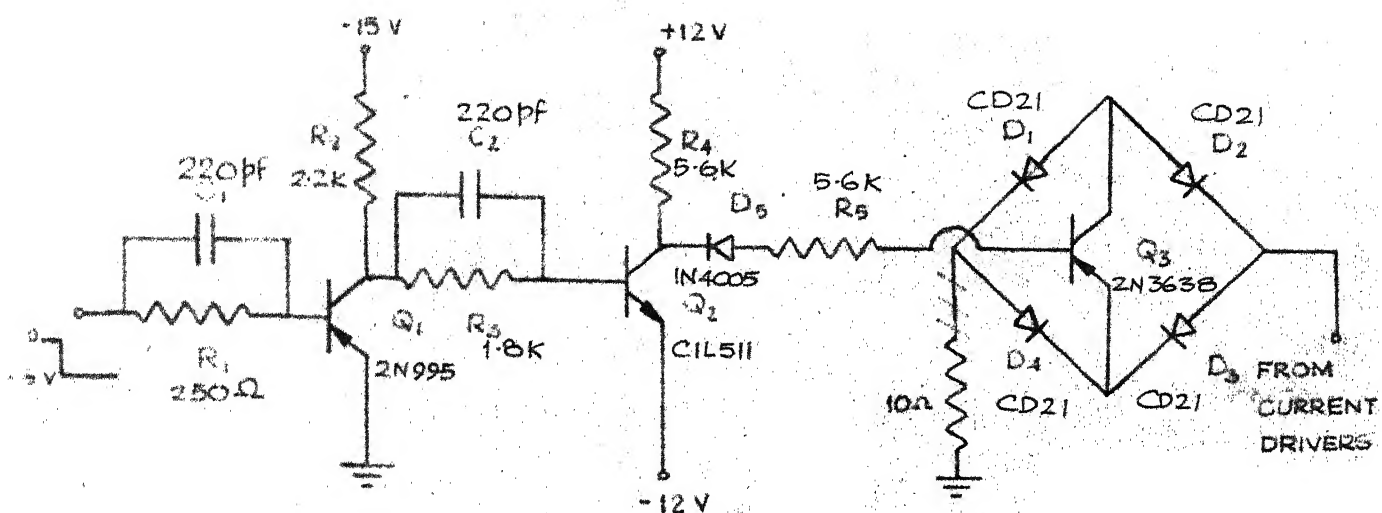 -15 V
+12 V
220pf
C₂
R₂
2.2K
220pf
C₁
R₄
5.6K
CD21
D₁
CD21
D₂
D₅
5.6K
R₅
1N4005
Q₃
2N3638
Q₁
R₃
1.8K
Q₂
R₁
250Ω
2N995
CIL511
D₄
CD21
D₃
CD21
10Ω
FROM
CURRENT
DRIVERS
0
-12 V